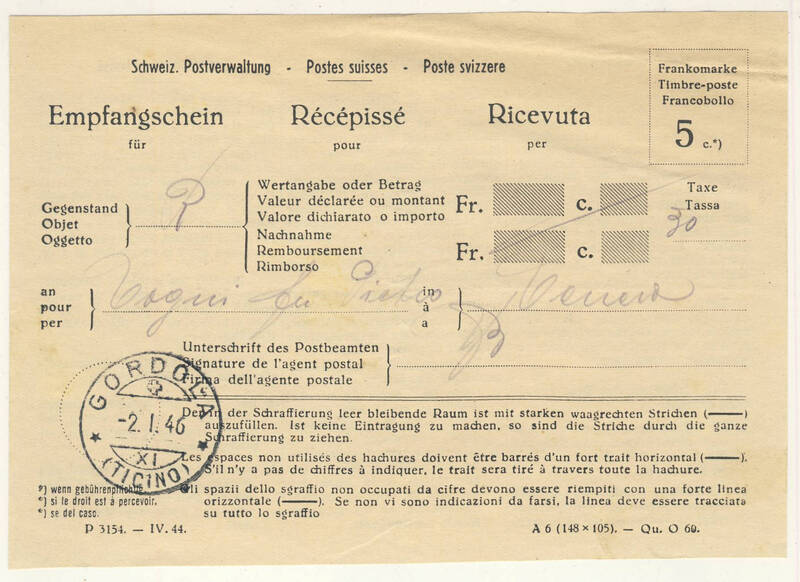 Schweiz. Postverwaltung - Postes suisses - Poste svizzere
Frankomarke
Timbre-poste
Francobollo
5 c.*)
Empfangschein Récépissé Ricevuta
für pour per
Gegenstand
Objet
Oggetto
R
Wertangabe oder Betrag
Valeur déclarée ou montant
Valore dichiarato o importo
Fr. c.
Nachnahme
Remboursement
Rimborso
Fr. c.
Taxe
Tassa
30
an
pour
per
Togni fu Pietro
in
à
a
Unterschrift des Postbeamten
Signature de l'agent postal
Firma dell'agente postale
GORDOLA
-2.I.46
XI
(TICINO)
Der in der Schraffierung leer bleibende Raum ist mit starken waagrechten Strichen (——)
auszufüllen. Ist keine Eintragung zu machen, so sind die Striche durch die ganze
Schraffierung zu ziehen.
Les espaces non utilisés des hachures doivent être barrés d'un fort trait horizontal (——).
S'il n'y a pas de chiffres à indiquer, le trait sera tiré à travers toute la hachure.
*) wenn gebührenpflichtig.
*) si le droit est à percevoir.
*) se del caso.
Gli spazii dello sgraffio non occupati da cifre devono essere riempiti con una forte linea
orizzontale (——). Se non vi sono indicazioni da farsi, la linea deve essere tracciata
su tutto lo sgraffio
P 3154. — IV. 44.
A 6 (148 × 105). — Qu. O 60.